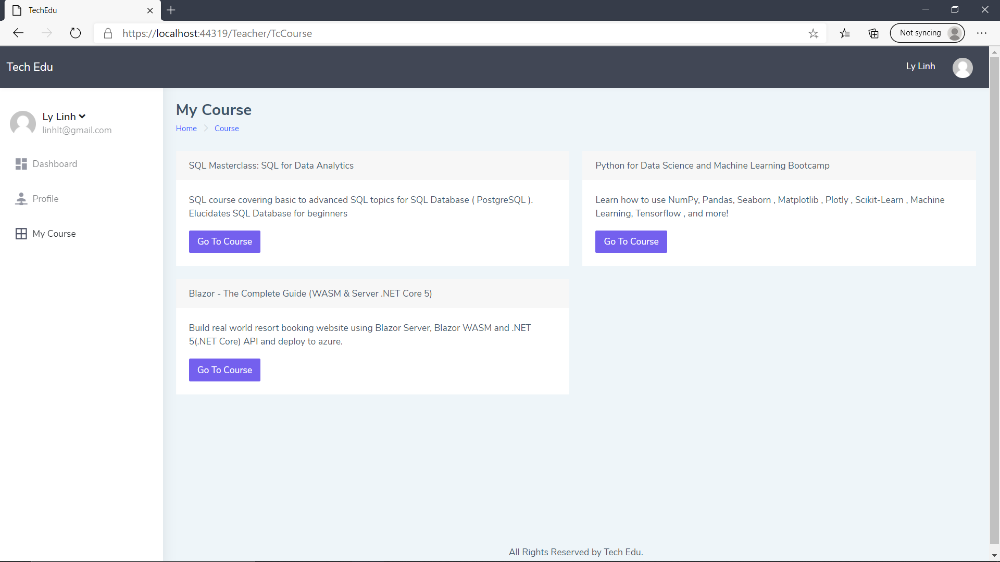 TechEdu
https://localhost:44319/Teacher/TcCourse
Not syncing
Tech Edu
Ly Linh
Ly Linh
linhlt@gmail.com
Dashboard
Profile
My Course
My Course
Home
Course
SQL Masterclass: SQL for Data Analytics
SQL course covering basic to advanced SQL topics for SQL Database ( PostgreSQL ).
Elucidates SQL Database for beginners
Go To Course
Python for Data Science and Machine Learning Bootcamp
Learn how to use NumPy, Pandas, Seaborn , Matplotlib , Plotly , Scikit-Learn , Machine
Learning, Tensorflow , and more!
Go To Course
Blazor - The Complete Guide (WASM & Server .NET Core 5)
Build real world resort booking website using Blazor Server, Blazor WASM and .NET
5(.NET Core) API and deploy to azure.
Go To Course
All Rights Reserved by Tech Edu.